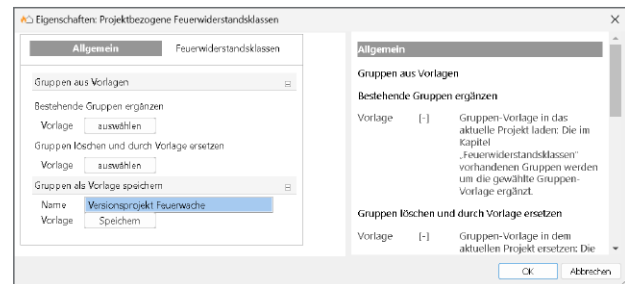 Eigenschaften: Projektbezogene Feuerwiderstandsklassen
Allgemein
Feuerwiderstandsklassen
Gruppen aus Vorlagen
Bestehende Gruppen ergänzen
Vorlage auswählen
Gruppen löschen und durch Vorlage ersetzen
Vorlage auswählen
Gruppen als Vorlage speichern
Name Versionsprojekt Feuerwache
Vorlage Speichern
Allgemein
Gruppen aus Vorlagen
Bestehende Gruppen ergänzen
Vorlage [-] Gruppen-Vorlage in das
aktuelle Projekt laden: Die im
Kapitel
„Feuerwiderstandsklassen"
vorhandenen Gruppen werden
um die gewählte Gruppen-
Vorlage ergänzt.
Gruppen löschen und durch Vorlage ersetzen
Vorlage [-] Gruppen-Vorlage in dem
aktuellen Projekt ersetzen: Die
OK Abbrechen